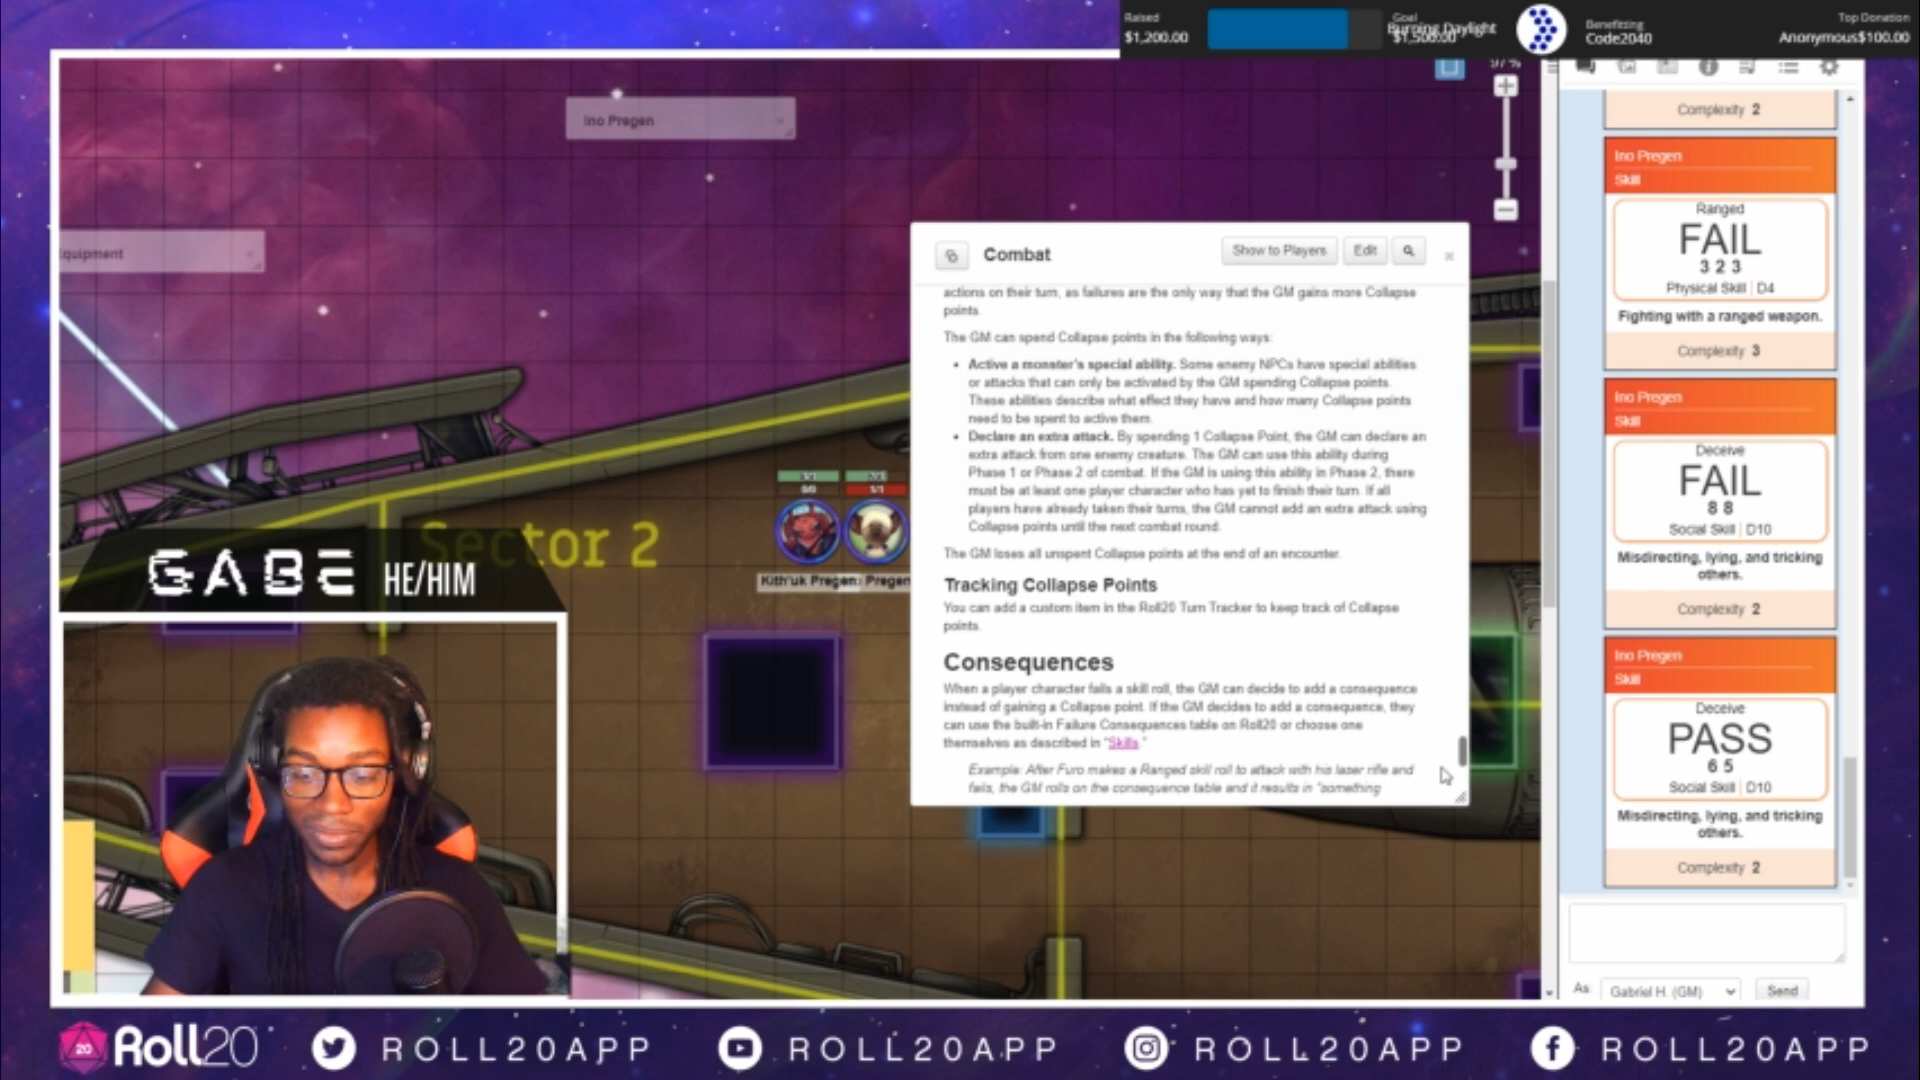 Raised
$1,200.00
Goal
$1,500.00
Burning Daylight
Benefitting
Code2040
Top Donation
Anonymous$100.00
97%
Ino Pregen
Equipment
Sector 2
Kith'uk Pregen
Pregen
GABE HE/HIM
Combat
Show to Players
Edit
actions on their turn, as failures are the only way that the GM gains more Collapse
points.
The GM can spend Collapse points in the following ways:
• Active a monster's special ability. Some enemy NPCs have special abilities
or attacks that can only be activated by the GM spending Collapse points.
These abilities describe what effect they have and how many Collapse points
need to be spent to active them.
• Declare an extra attack. By spending 1 Collapse Point, the GM can declare an
extra attack from one enemy creature. The GM can use this ability during
Phase 1 or Phase 2 of combat. If the GM is using this ability in Phase 2, there
must be at least one player character who has yet to finish their turn. If all
players have already taken their turns, the GM cannot add an extra attack using
Collapse points until the next combat round.
The GM loses all unspent Collapse points at the end of an encounter.
Tracking Collapse Points
You can add a custom item in the Roll20 Turn Tracker to keep track of Collapse
points.
Consequences
When a player character fails a skill roll, the GM can decide to add a consequence
instead of gaining a Collapse point. If the GM decides to add a consequence, they
can use the built-in Failure Consequences table on Roll20 or choose one
themselves as described in "Skills."
Example: After Furo makes a Ranged skill roll to attack with his laser rifle and
fails, the GM rolls on the consequence table and it results in "something
Complexity 2
Ino Pregen
Skill
Ranged
FAIL
3 2 3
Physical Skill | D4
Fighting with a ranged weapon.
Complexity 3
Ino Pregen
Skill
Deceive
FAIL
8 8
Social Skill | D10
Misdirecting, lying, and tricking
others.
Complexity 2
Ino Pregen
Skill
Deceive
PASS
6 5
Social Skill | D10
Misdirecting, lying, and tricking
others.
Complexity 2
As:
Gabriel H. (GM)
Send
20
Roll20
ROLL20APP
ROLL20APP
ROLL20APP
ROLL20APP